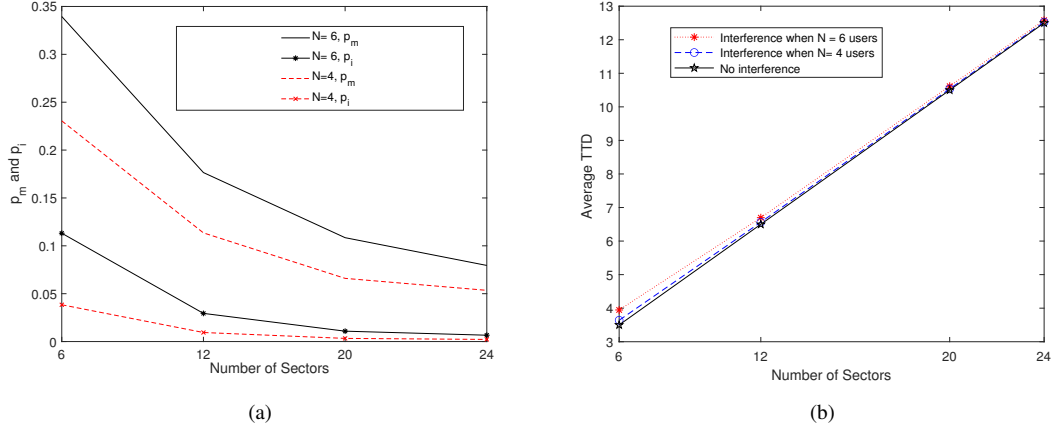 0.35
0.3
0.25
0.2
0.15
0.1
0.05
0
p_m and p_i
6
12
20
24
Number of Sectors
N= 6, p_m
N= 6, p_i
N=4, p_m
N=4, p_i
(a)
13
12
11
10
9
8
7
6
5
4
3
Average TTD
6
12
20
24
Number of Sectors
Interference when N = 6 users
Interference when N= 4 users
No interference
(b)